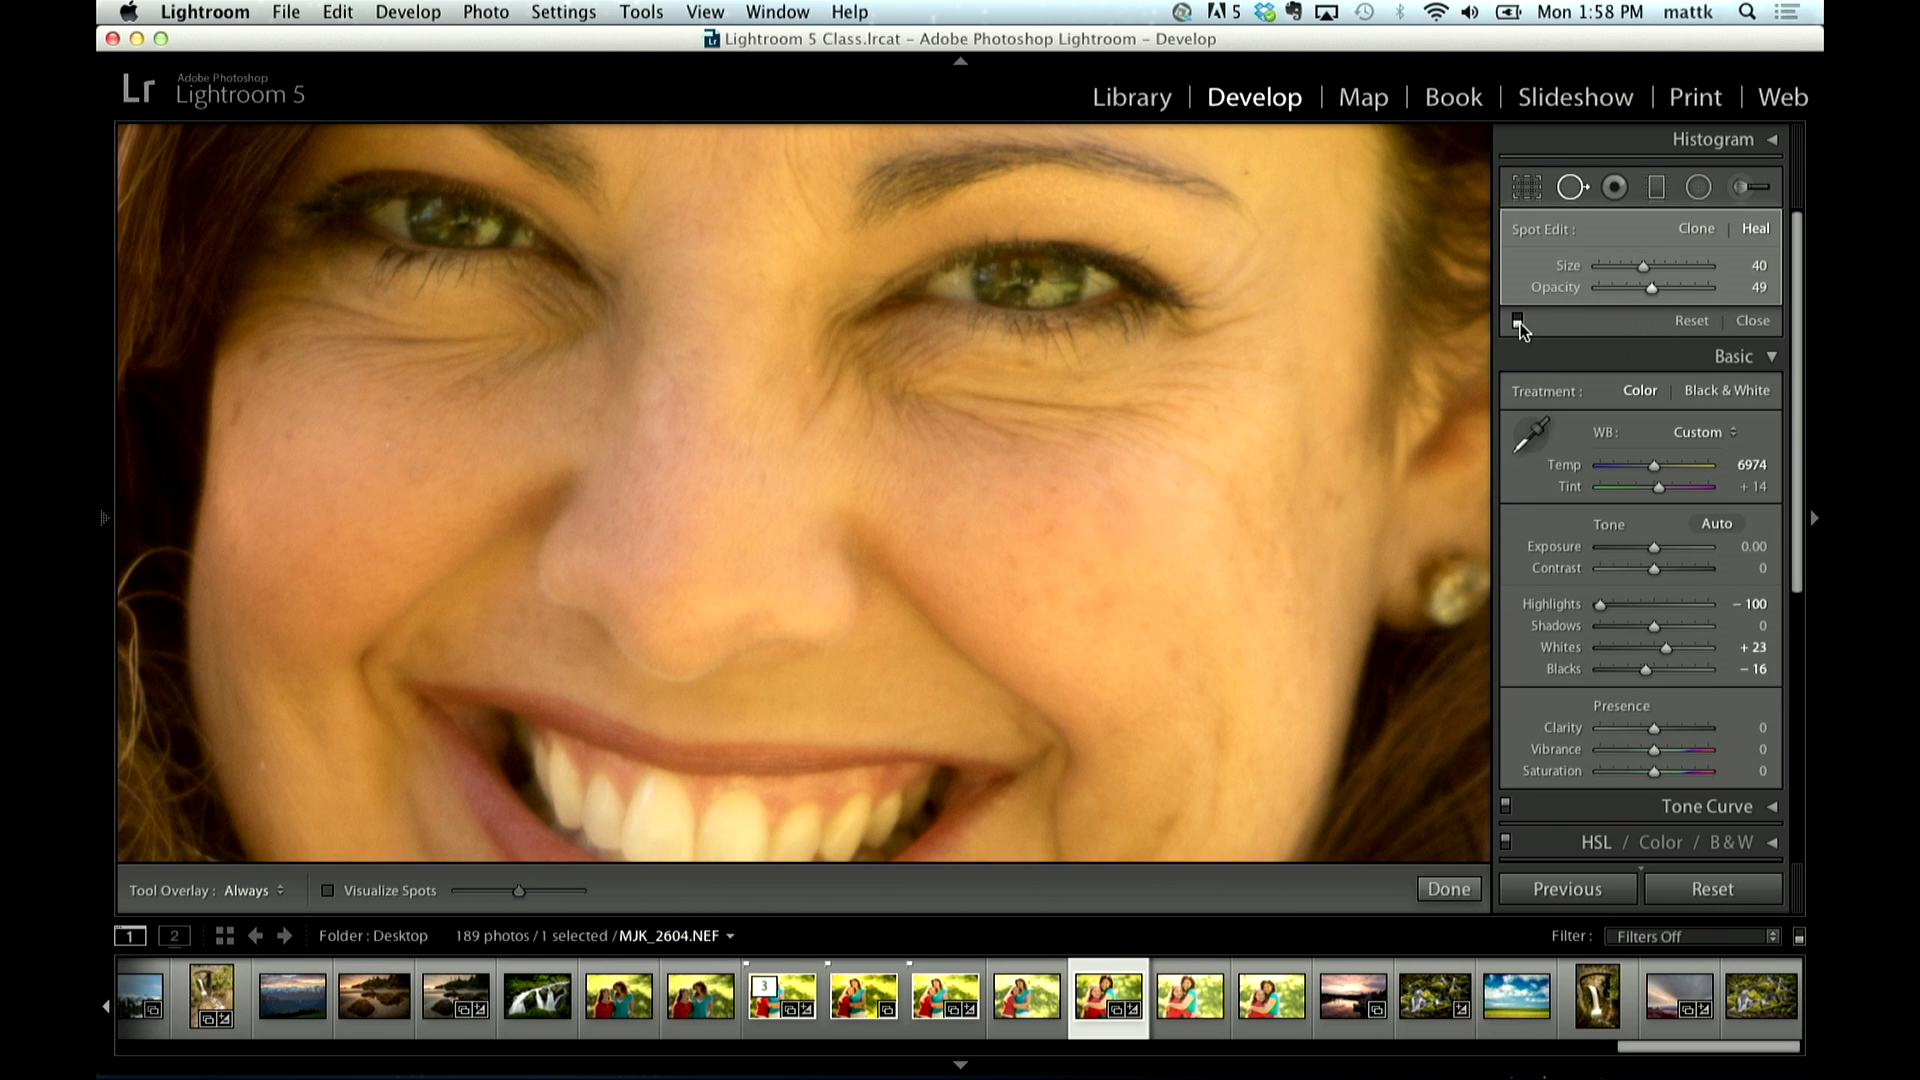 Lightroom File Edit Develop Photo Settings Tools View Window Help 5 Mon 1:58 PM mattk
Lr Lightroom 5 Class.lrcat – Adobe Photoshop Lightroom – Develop
Lr Adobe Photoshop
Lightroom 5
Library | Develop | Map | Book | Slideshow | Print | Web
Histogram
Spot Edit : Clone | Heal
Size 40
Opacity 49
Reset | Close
Basic
Treatment : Color | Black & White
WB : Custom
Temp 6974
Tint + 14
Tone Auto
Exposure 0.00
Contrast 0
Highlights – 100
Shadows 0
Whites + 23
Blacks – 16
Presence
Clarity 0
Vibrance 0
Saturation 0
Tone Curve
HSL / Color / B & W
Previous Reset
Tool Overlay : Always Visualize Spots Done
1 2 Folder : Desktop 189 photos / 1 selected / MJK_2604.NEF Filter : Filters Off
3